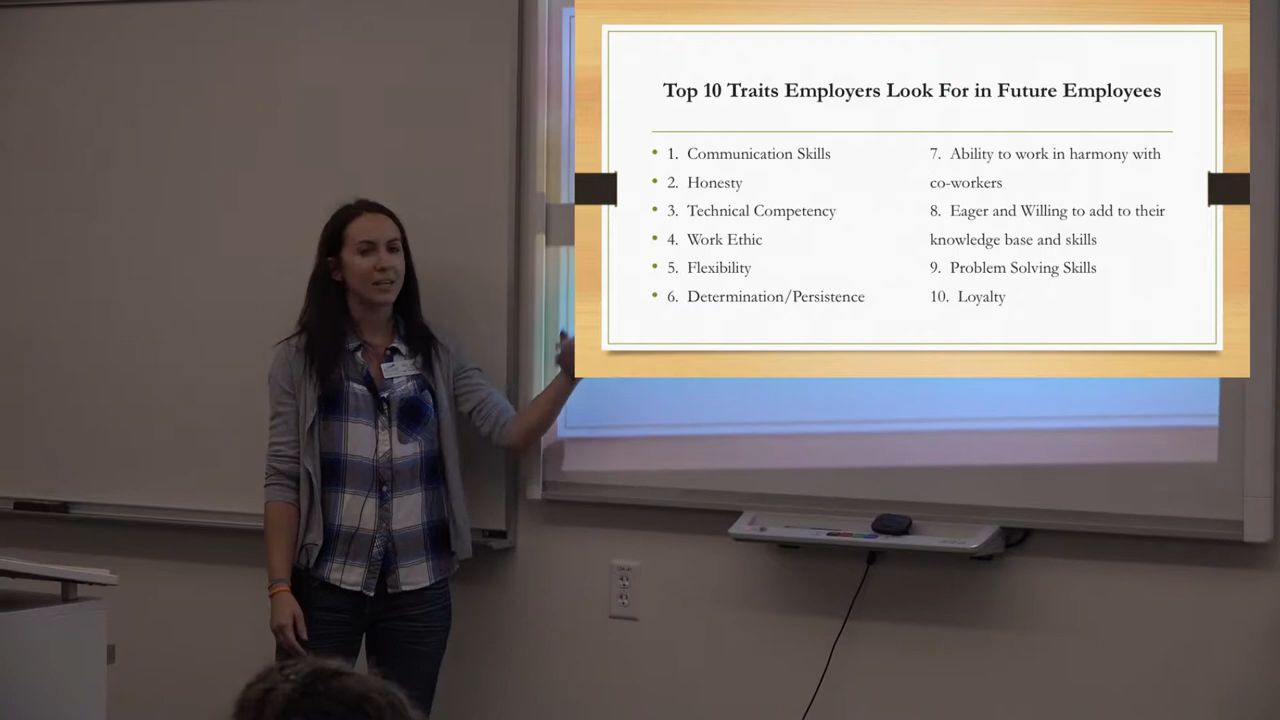 Top 10 Traits Employers Look For in Future Employees
• 1. Communication Skills
• 2. Honesty
• 3. Technical Competency
• 4. Work Ethic
• 5. Flexibility
• 6. Determination/Persistence
7. Ability to work in harmony with
co-workers
8. Eager and Willing to add to their
knowledge base and skills
9. Problem Solving Skills
10. Loyalty